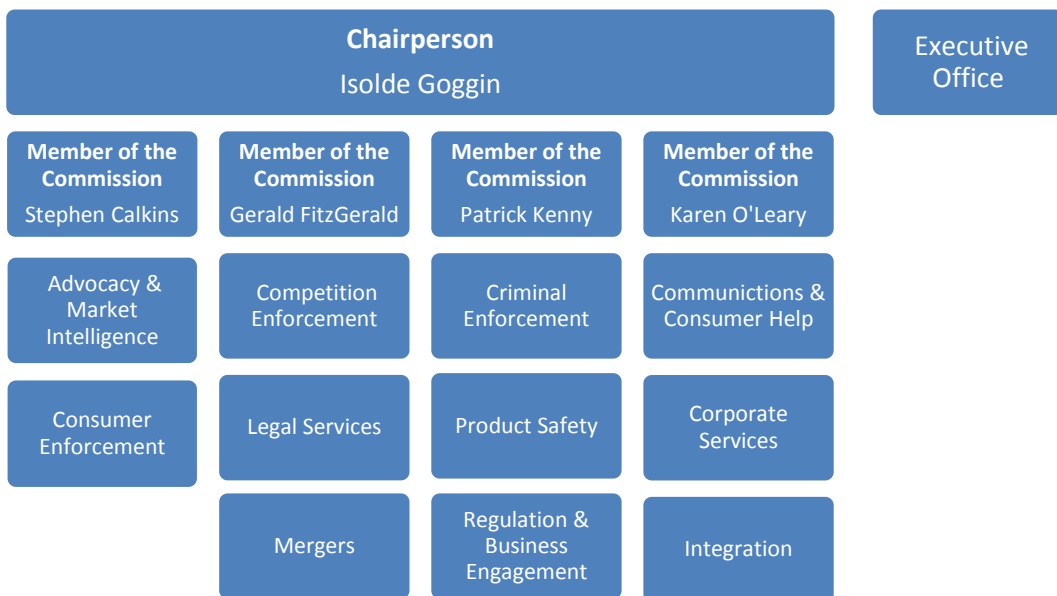 Chairperson
Isolde Goggin
Executive
Office
Member of the
Commission
Stephen Calkins
Member of the
Commission
Gerald FitzGerald
Member of the
Commission
Patrick Kenny
Member of the
Commission
Karen O'Leary
Advocacy &
Market
Intelligence
Competition
Enforcement
Criminal
Enforcement
Communictions &
Consumer Help
Consumer
Enforcement
Legal Services
Product Safety
Corporate
Services
Mergers
Regulation &
Business
Engagement
Integration